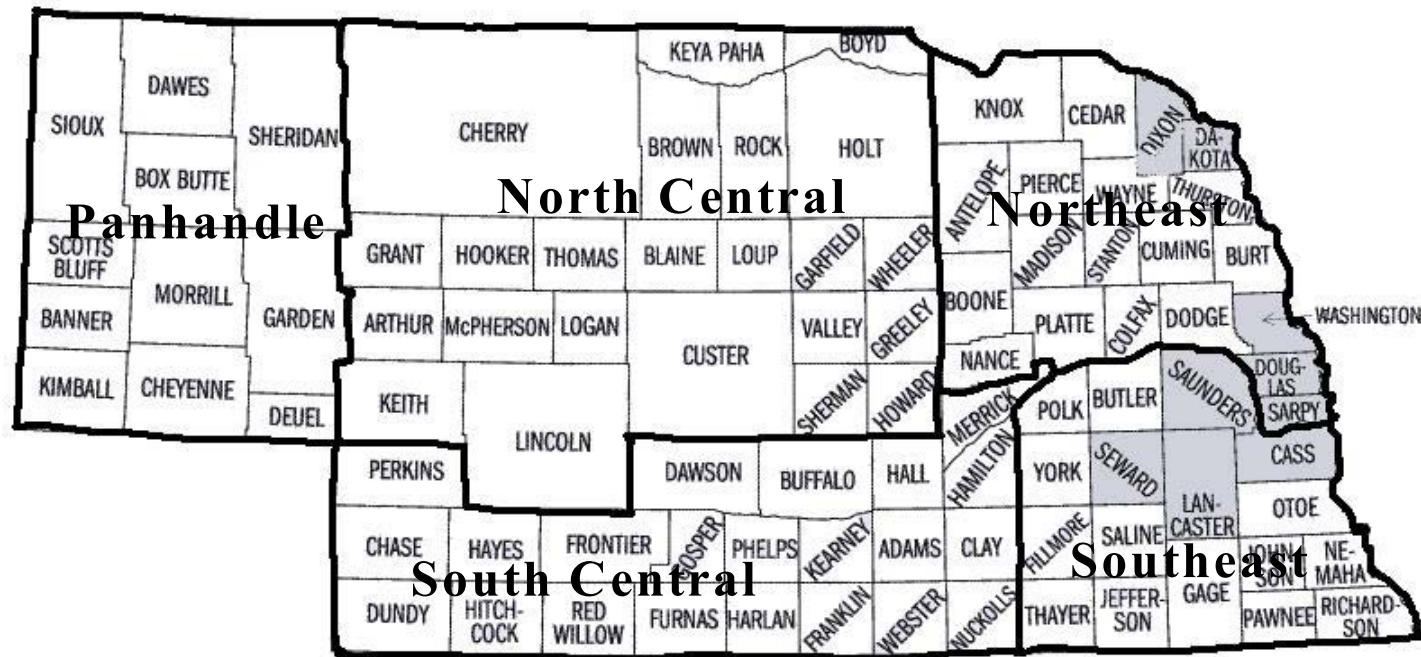 KEYA PAHA
BOYD
DAWES
SIOUX
SHERIDAN
CHERRY
BROWN
ROCK
HOLT
KNOX
CEDAR
DIXON
DA-
KOTA
BOX BUTTE
ANTELOPE
PIERCE
WAYNE
THURSTON
Panhandle
North Central
Northeast
SCOTTS
BLUFF
MORRILL
GARDEN
GRANT
HOOKER
THOMAS
BLAINE
LOUP
GARFIELD
WHEELER
MADISON
STANTON
CUMING
BURT
BANNER
ARTHUR
McPHERSON
LOGAN
CUSTER
VALLEY
GREELEY
BOONE
PLATTE
COLFAX
DODGE
WASHINGTON
NANCE
KIMBALL
CHEYENNE
DEUEL
KEITH
LINCOLN
SHERMAN
HOWARD
MERRICK
POLK
BUTLER
SAUNDERS
DOUG-
LAS
SARPY
PERKINS
DAWSON
BUFFALO
HALL
HAMILTON
YORK
SEWARD
LAN-
CASTER
CASS
OTOE
CHASE
HAYES
FRONTIER
GOSPER
PHELPS
KEARNEY
ADAMS
CLAY
FILLMORE
SALINE
JOHN-
SON
NE-
MAHA
South Central
Southeast
DUNDY
HITCH-
COCK
RED
WILLOW
FURNAS
HARLAN
FRANKLIN
WEBSTER
NUCKOLLS
THAYER
JEFFER-
SON
GAGE
PAWNEE
RICHARD-
SON